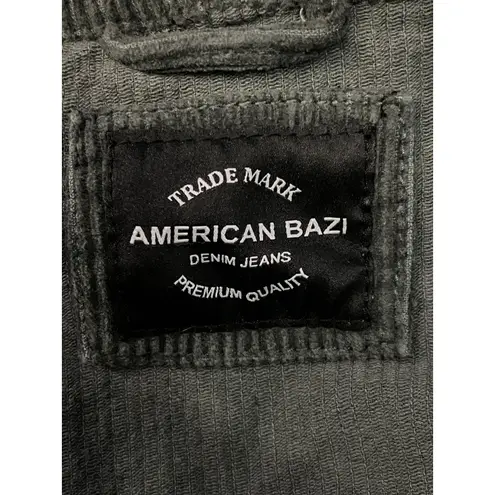 TRADE MARK
AMERICAN BAZI
DENIM JEANS
PREMIUM QUALITY